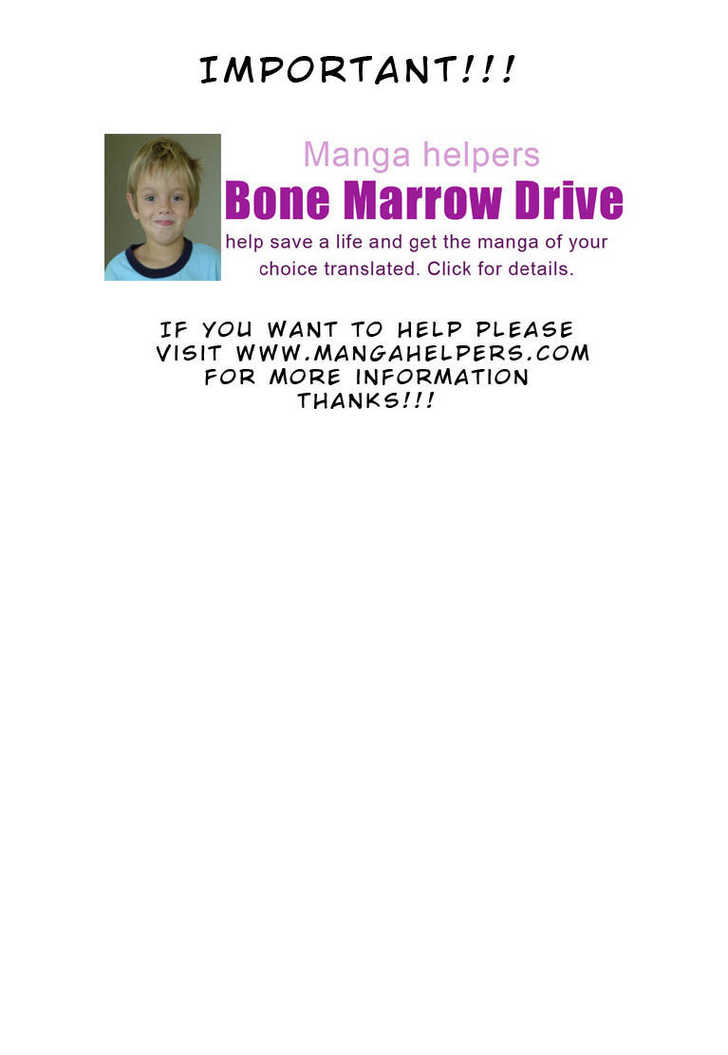 IMPORTANT!!!
Manga helpers
Bone Marrow Drive
help save a life and get the manga of your
choice translated. Click for details.
IF YOU WANT TO HELP PLEASE
VISIT WWW.MANGAHELPERS.COM
FOR MORE INFORMATION
THANKS!!!